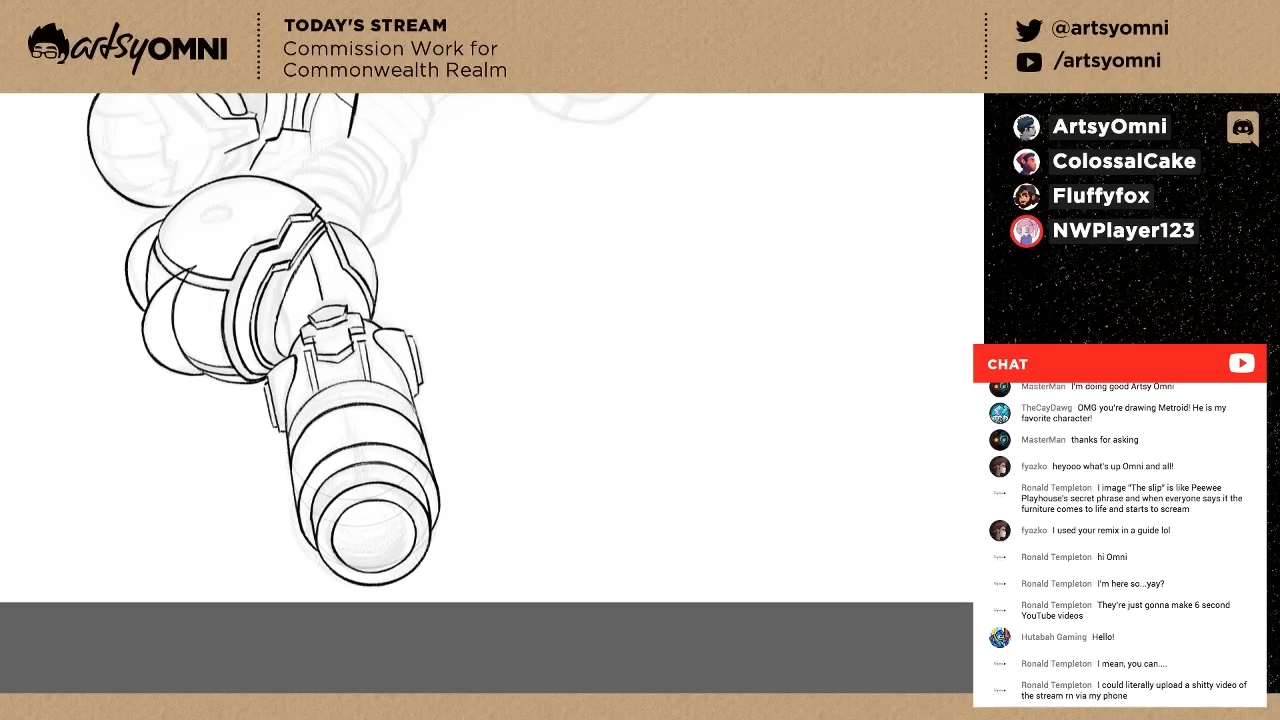 artsyOMNI
TODAY'S STREAM
Commission Work for
Commonwealth Realm
@artsyomni
/artsyomni
ArtsyOmni
ColossalCake
Fluffyfox
NWPlayer123
CHAT
MasterMan I'm doing good Artsy Omni
TheCayDawg OMG you're drawing Metroid! He is my
favorite character!
MasterMan thanks for asking
fyazko heyooo what's up Omni and all!
Ronald Templeton I image "The slip" is like Peewee
Playhouse's secret phrase and when everyone says it the
furniture comes to life and starts to scream
fyazko I used your remix in a guide lol
Ronald Templeton hi Omni
Ronald Templeton I'm here so...yay?
Ronald Templeton They're just gonna make 6 second
YouTube videos
Hutabah Gaming Hello!
Ronald Templeton I mean, you can....
Ronald Templeton I could literally upload a shitty video of
the stream rn via my phone